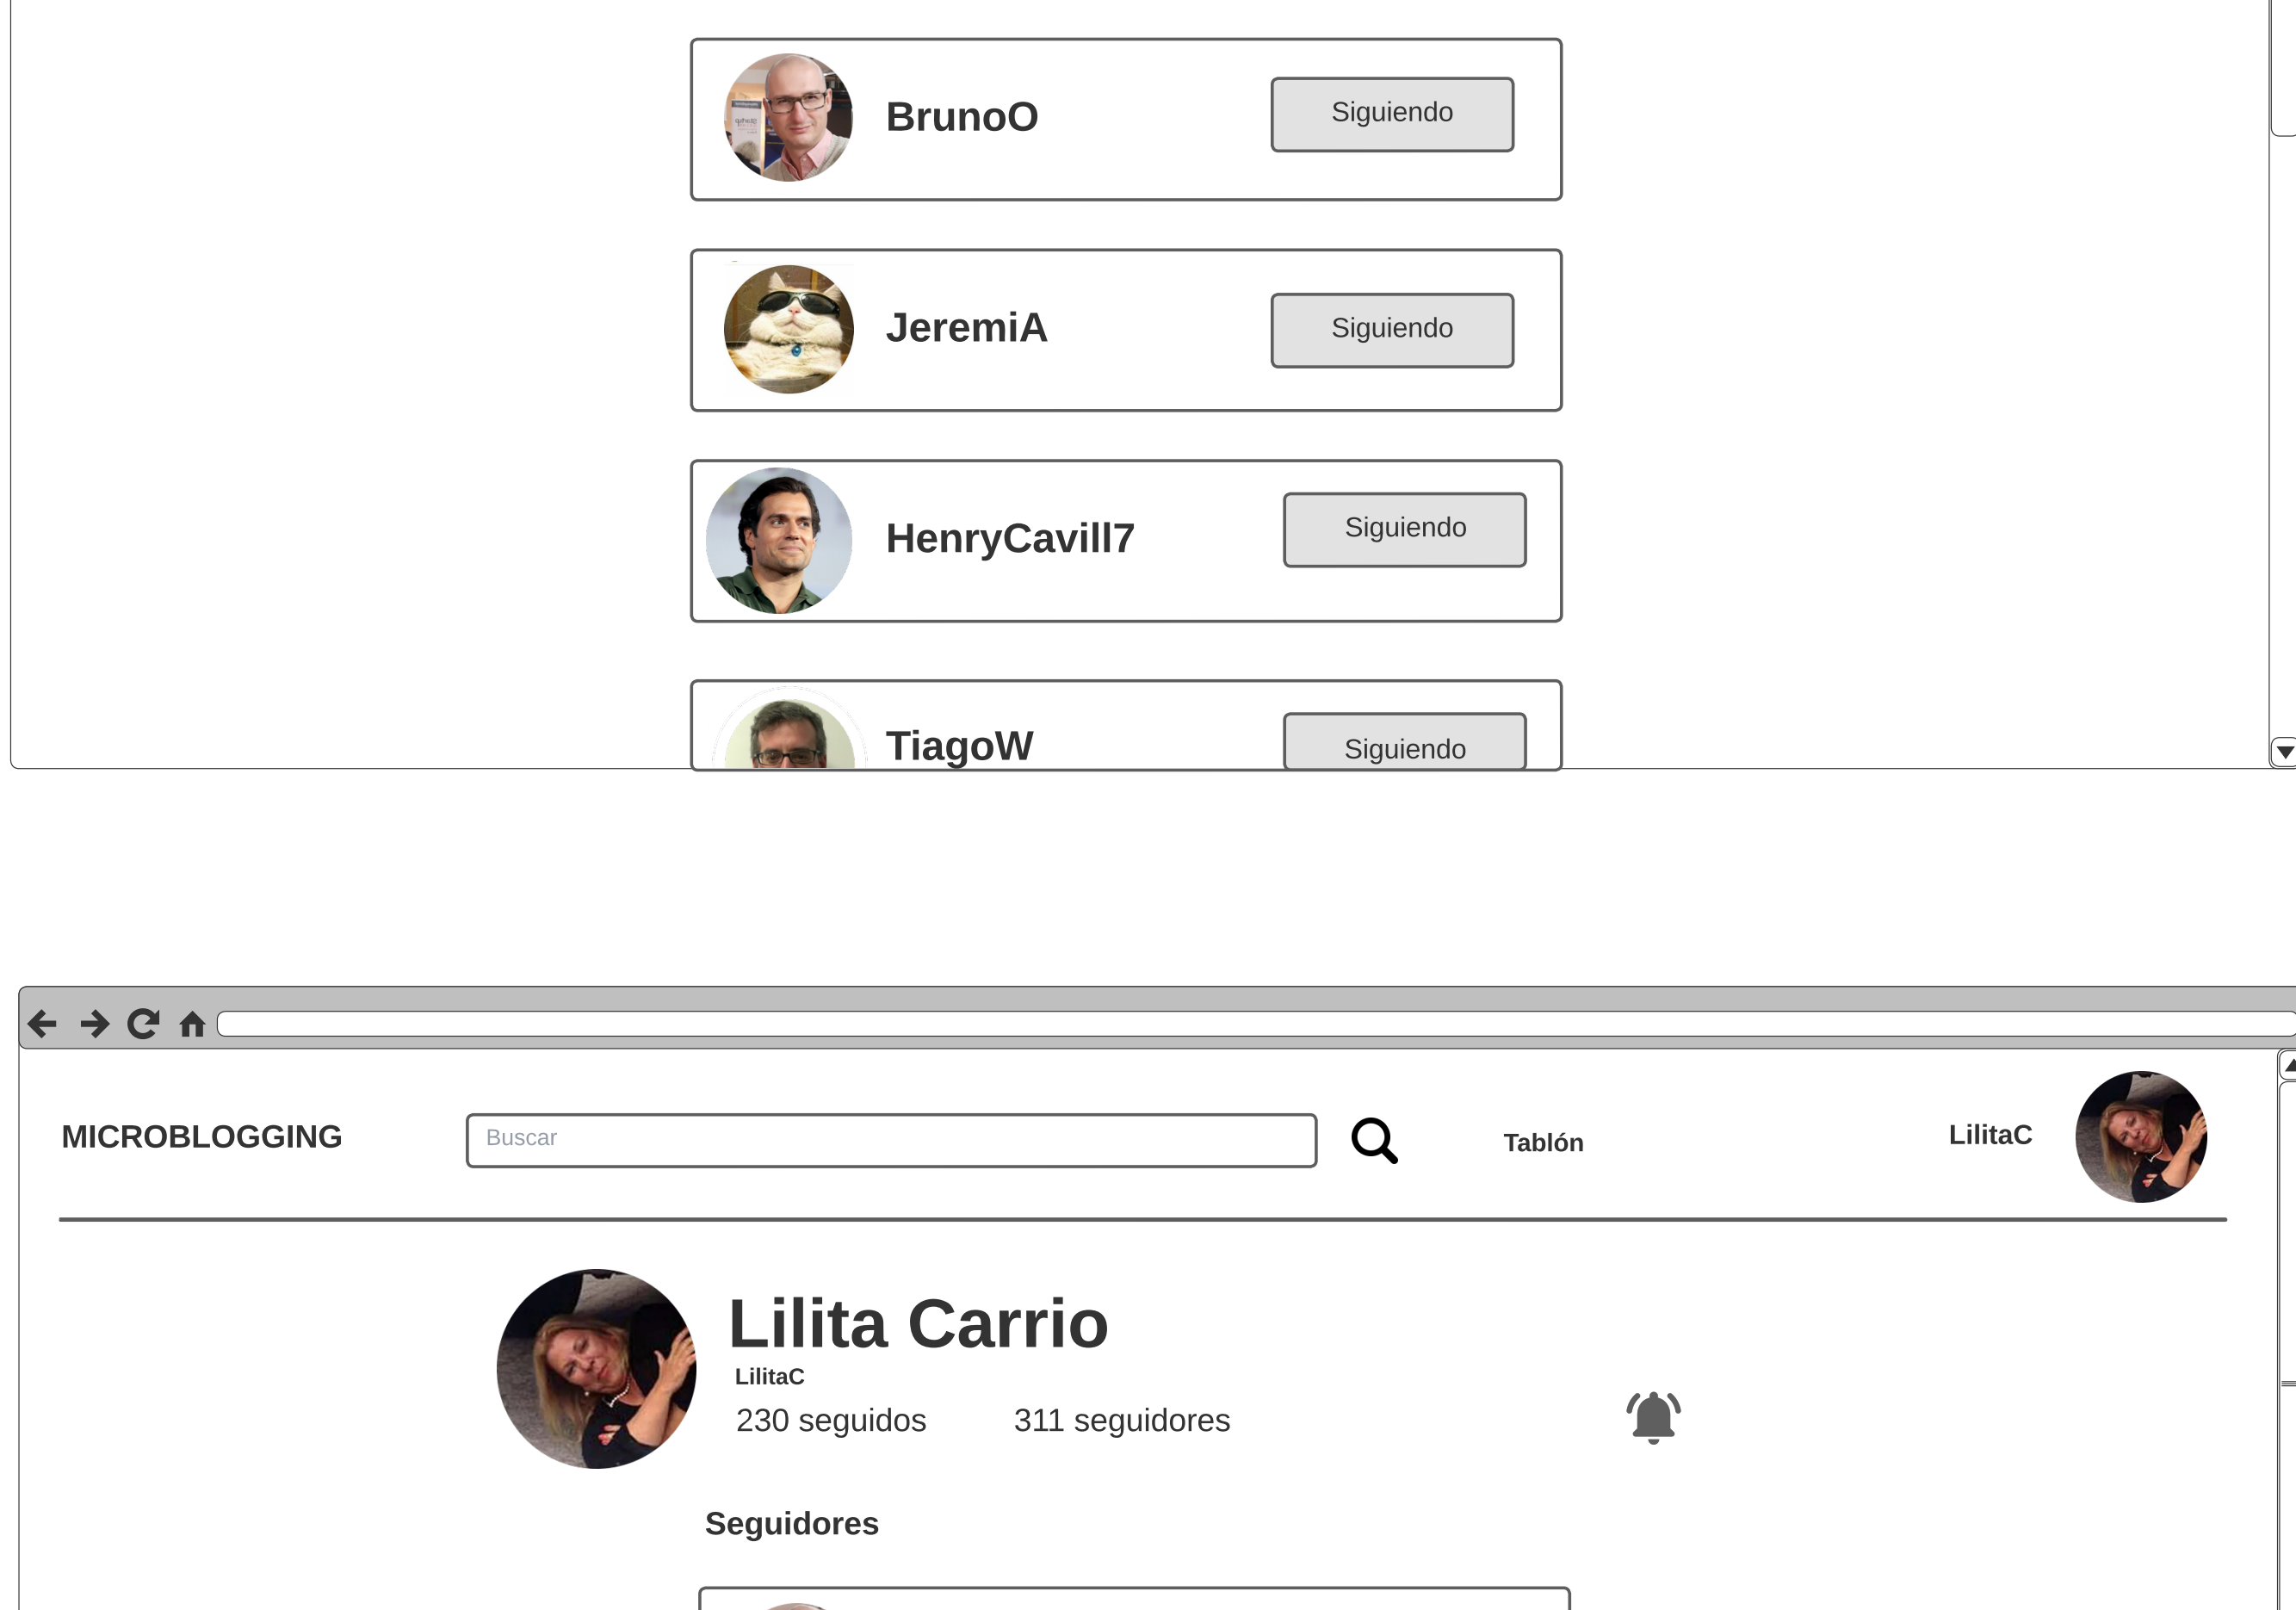 BrunoO
Siguiendo
JeremiA
Siguiendo
HenryCavill7
Siguiendo
TiagoW
Siguiendo
MICROBLOGGING
Buscar
Tablón
LilitaC
Lilita Carrio
LilitaC
230 seguidos
311 seguidores
Seguidores